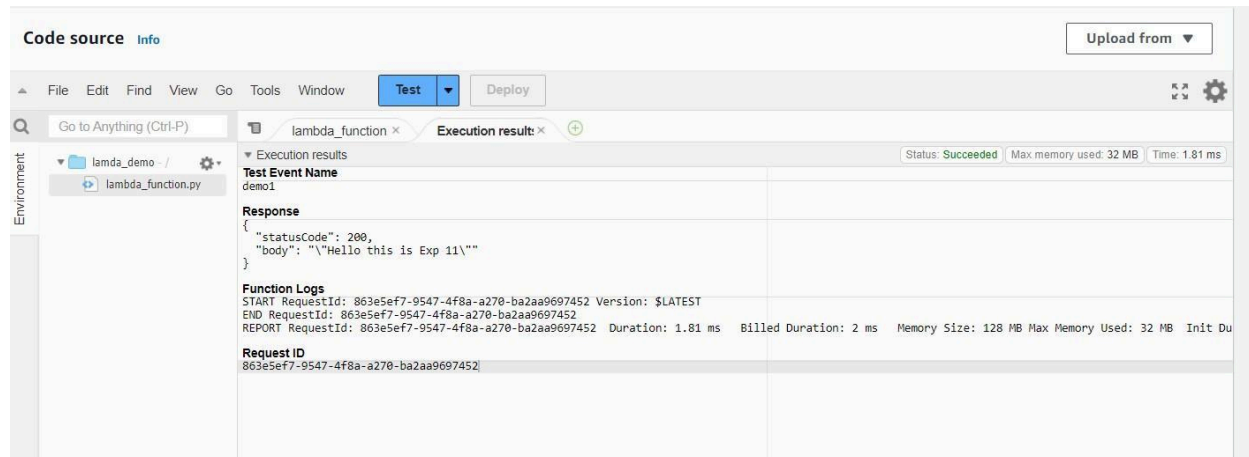 Code source Info
Upload from ▼
File Edit Find View Go Tools Window Test Deploy
Go to Anything (Ctrl-P)
lambda_function ×
Execution result: ×
Environment
lamda_demo - /
lambda_function.py
Execution results
Status: Succeeded Max memory used: 32 MB Time: 1.81 ms
Test Event Name
demo1
Response
{
  "statusCode": 200,
  "body": "\"Hello this is Exp 11\""
}
Function Logs
START RequestId: 863e5ef7-9547-4f8a-a270-ba2aa9697452 Version: $LATEST
END RequestId: 863e5ef7-9547-4f8a-a270-ba2aa9697452
REPORT RequestId: 863e5ef7-9547-4f8a-a270-ba2aa9697452 Duration: 1.81 ms Billed Duration: 2 ms Memory Size: 128 MB Max Memory Used: 32 MB Init Du
Request ID
863e5ef7-9547-4f8a-a270-ba2aa9697452